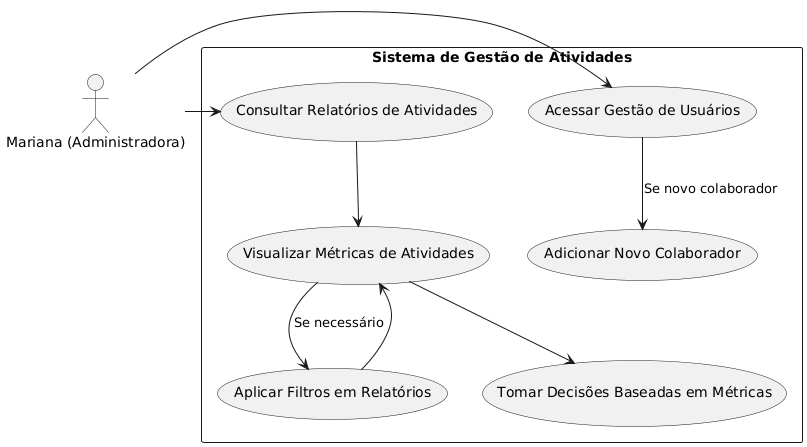 Sistema de Gestão de Atividades
Mariana (Administradora)
Consultar Relatórios de Atividades
Acessar Gestão de Usuários
Se novo colaborador
Visualizar Métricas de Atividades
Adicionar Novo Colaborador
Se necessário
Aplicar Filtros em Relatórios
Tomar Decisões Baseadas em Métricas